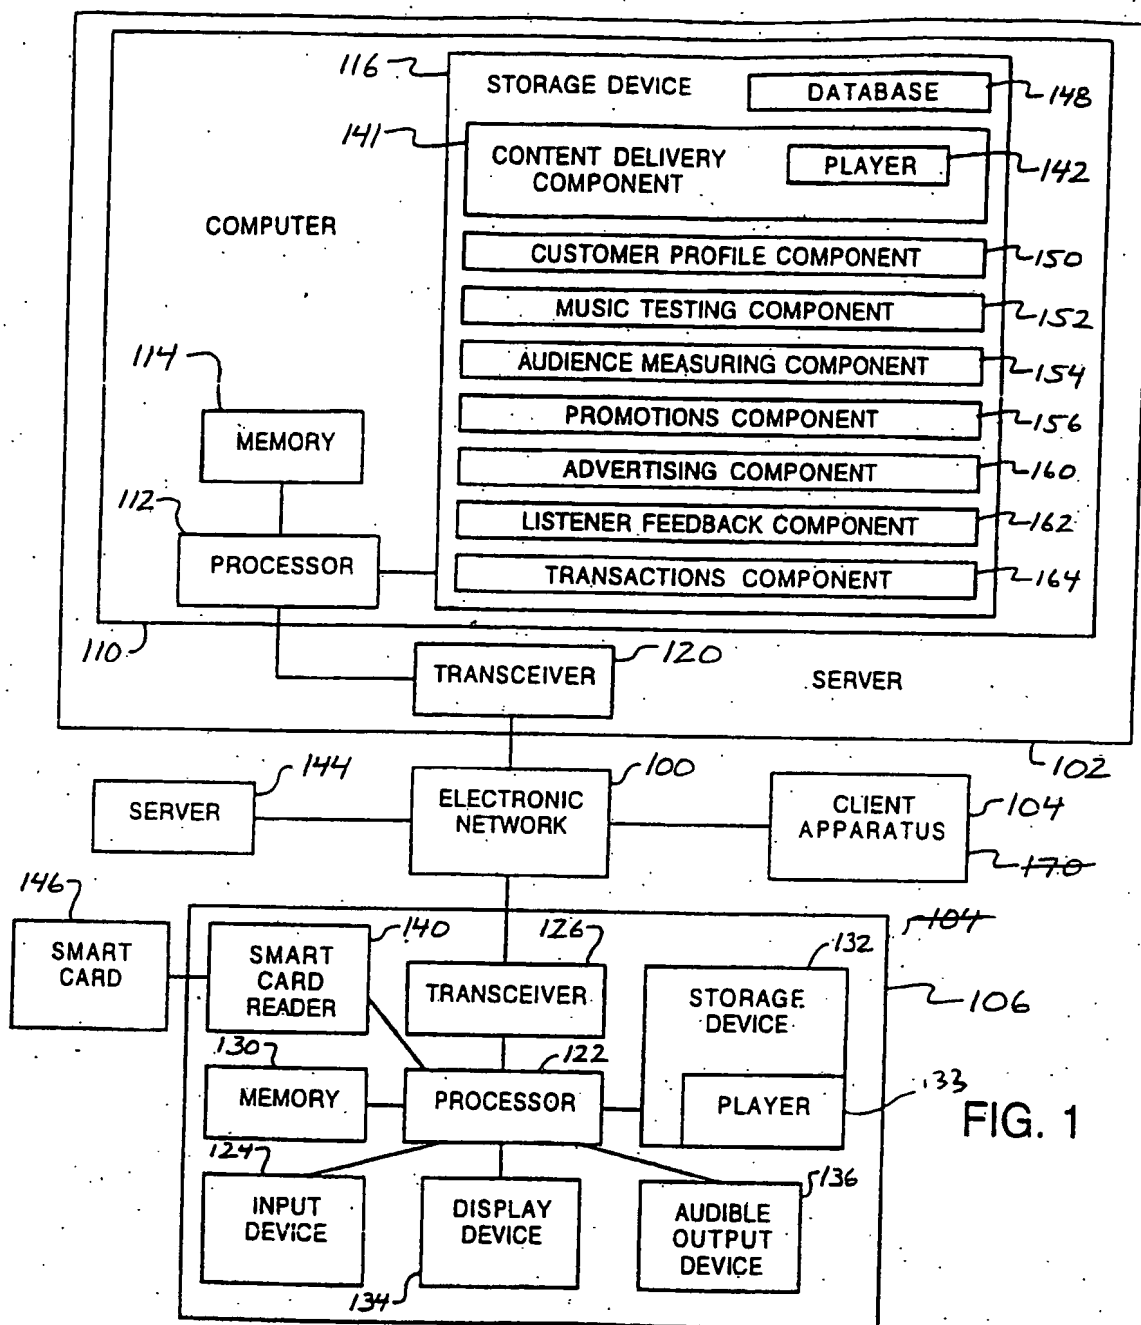 116
STORAGE DEVICE
DATABASE
148
141
CONTENT DELIVERY
COMPONENT
PLAYER
142
COMPUTER
CUSTOMER PROFILE COMPONENT
150
MUSIC TESTING COMPONENT
152
114
AUDIENCE MEASURING COMPONENT
154
MEMORY
PROMOTIONS COMPONENT
156
ADVERTISING COMPONENT
160
112
LISTENER FEEDBACK COMPONENT
162
PROCESSOR
TRANSACTIONS COMPONENT
164
110
120
TRANSCEIVER
SERVER
102
144
100
SERVER
ELECTRONIC
NETWORK
CLIENT
APPARATUS
104
170
146
SMART
CARD
140
SMART
CARD
READER
126
TRANSCEIVER
132
STORAGE
DEVICE
104
106
130
MEMORY
122
PROCESSOR
PLAYER
133
FIG. 1
124
INPUT
DEVICE
DISPLAY
DEVICE
134
AUDIBLE
OUTPUT
DEVICE
136